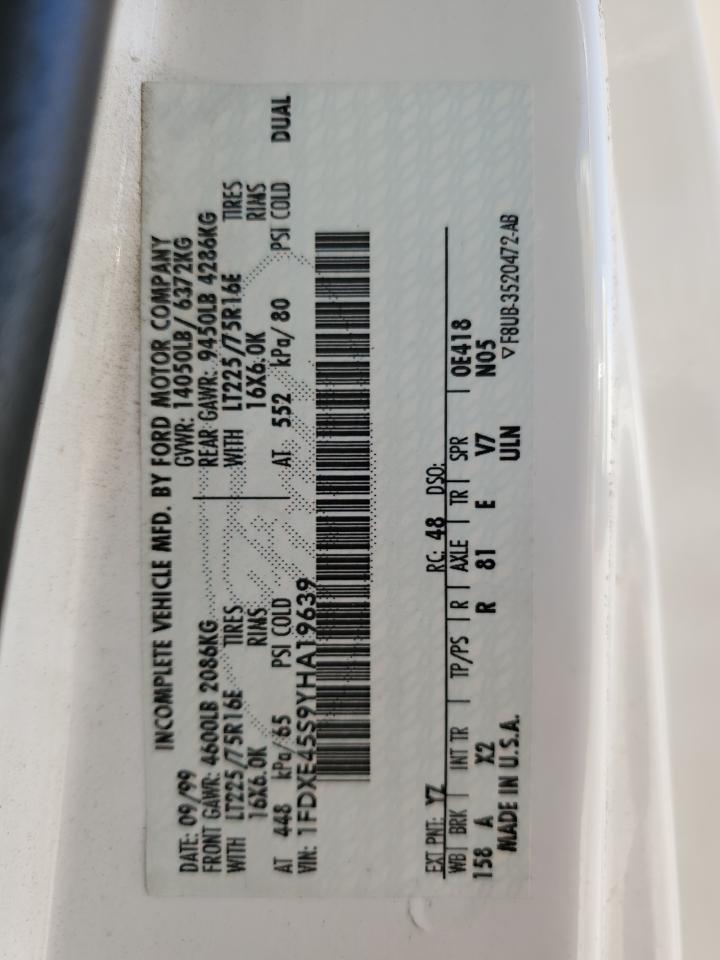 INCOMPLETE VEHICLE MFD. BY FORD MOTOR COMPANY
DATE: 09/99 GVWR: 14050LB/ 6372KG
FRONT GAWR: 4600LB 2086KG REAR GAWR: 9450LB 4286KG
WITH LT225/75R16E TIRES WITH LT225/75R16E TIRES
16X6.0K RIMS 16X6.0K RIMS
AT 448 kPa/65 PSI COLD AT 552 kPa/ 80 PSI COLD DUAL
VIN: 1FDXE45S9YHA19639
EXT PNT: YZ RC: 48 DSO:
WB BRK INT TR TP/PS R AXLE TR SPR 0E418
158 A X2 R 81 E V7 N05
MADE IN U.S.A. ULN ▽F8UB-3520472-AB